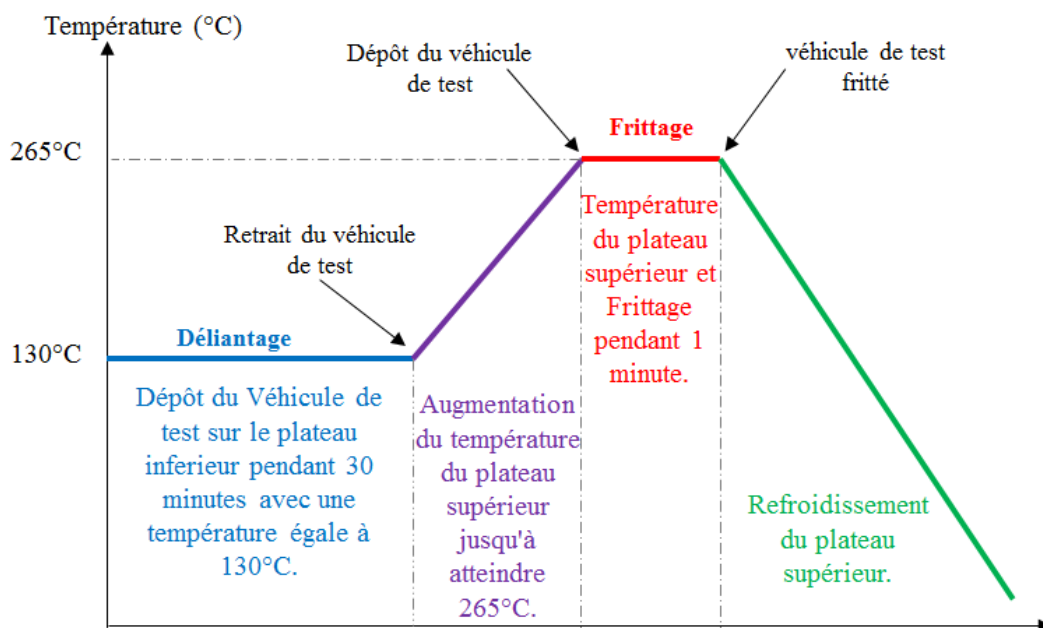 Température (°C)
Dépôt du véhicule
de test
véhicule de test
fritté
Frittage
265°C
Température
du plateau
supérieur et
Frittage
pendant 1
minute.
Retrait du véhicule
de test
Déliantage
130°C
Dépôt du Véhicule de
test sur le plateau
inferieur pendant 30
minutes avec une
température égale à
130°C.
Augmentation
du température
du plateau
supérieur
jusqu'à
atteindre
265°C.
Refroidissement
du plateau
supérieur.